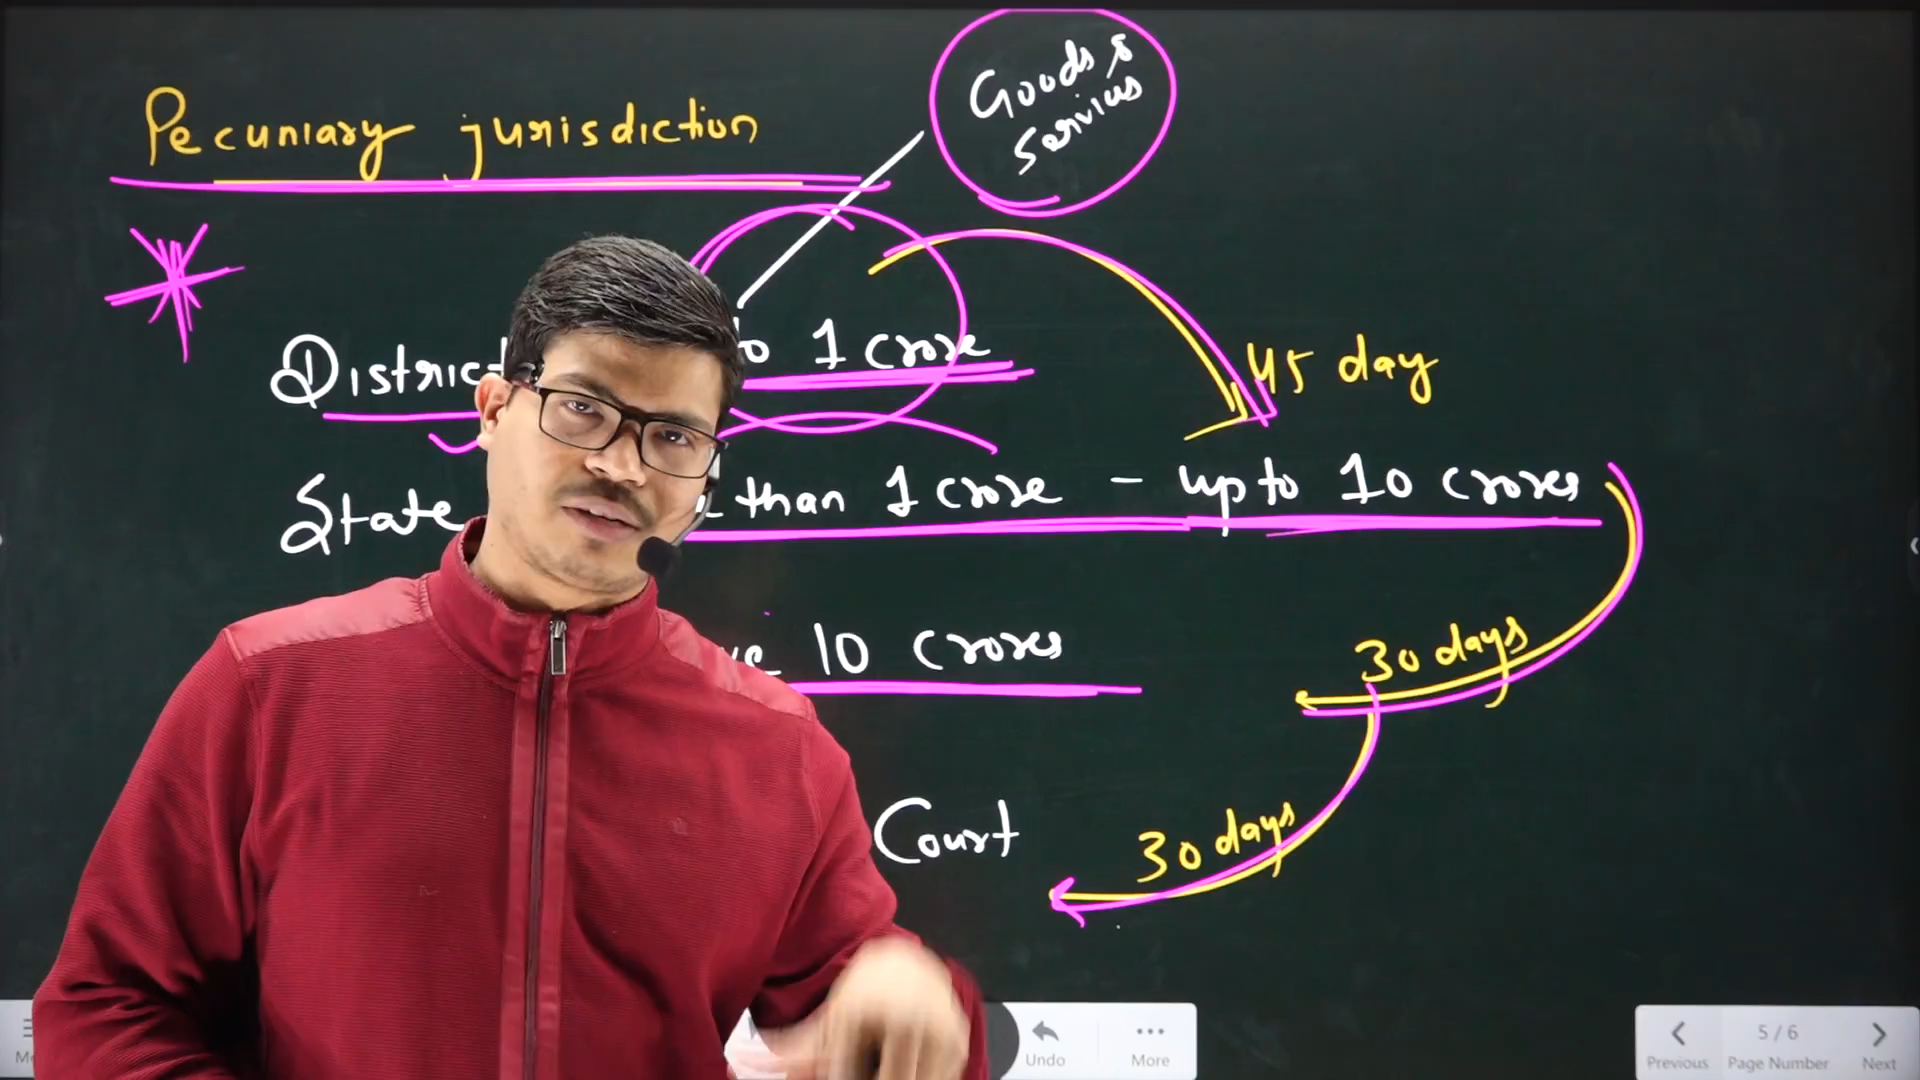 Goods &
Services
Pecuniary jurisdiction
District to 1 crore
45 day
State than 1 crore - upto 10 crores
10 crores
30 days
Court
30 days
Undo
More
5 / 6
Previous
Page Number
Next